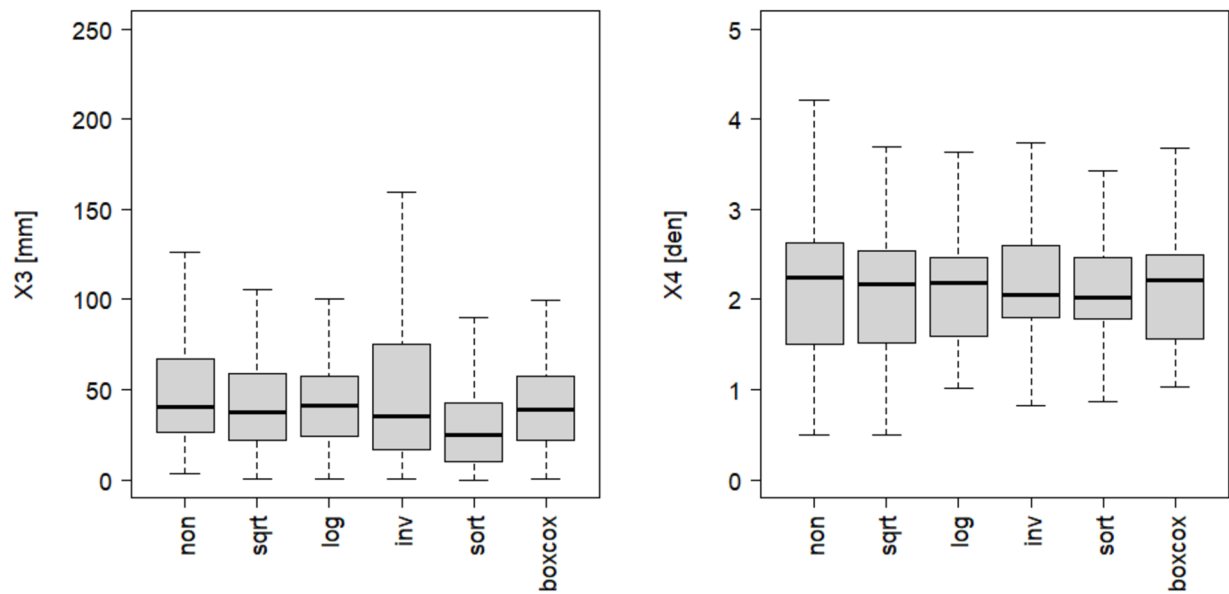 X3 [mm]
250
200
150
100
50
0
non
sqrt
log
inv
sort
boxcox
X4 [den]
5
4
3
2
1
0
non
sqrt
log
inv
sort
boxcox